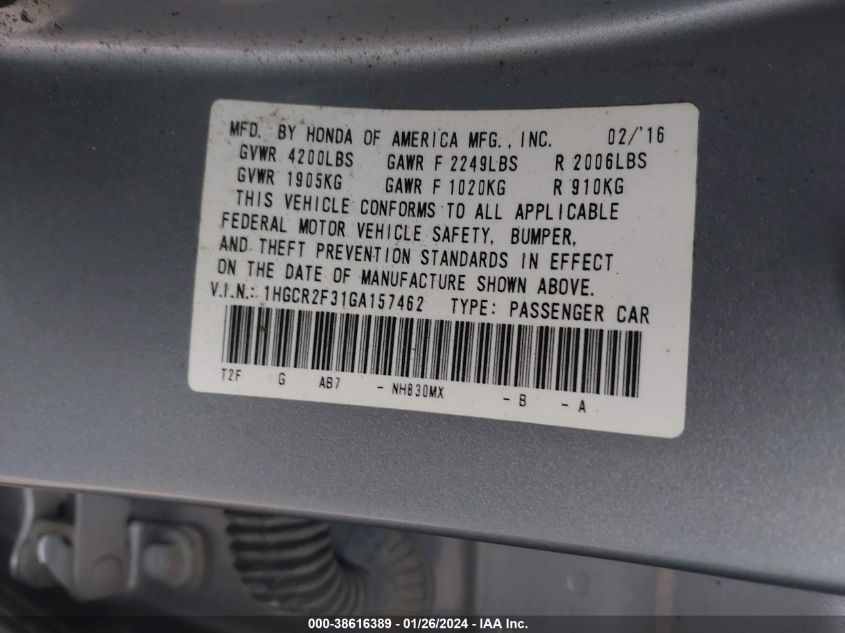 MFD. BY HONDA OF AMERICA MFG., INC. 02/'16
GVWR 4200LBS GAWR F 2249LBS R 2006LBS
GVWR 1905KG GAWR F 1020KG R 910KG
THIS VEHICLE CONFORMS TO ALL APPLICABLE
FEDERAL MOTOR VEHICLE SAFETY, BUMPER,
AND THEFT PREVENTION STANDARDS IN EFFECT
ON THE DATE OF MANUFACTURE SHOWN ABOVE.
V.I.N.: 1HGCR2F31GA157462 TYPE: PASSENGER CAR
T2F G AB7 - NH830MX - B - A
000-38616389 | 01/26/2024 - IAA Inc.